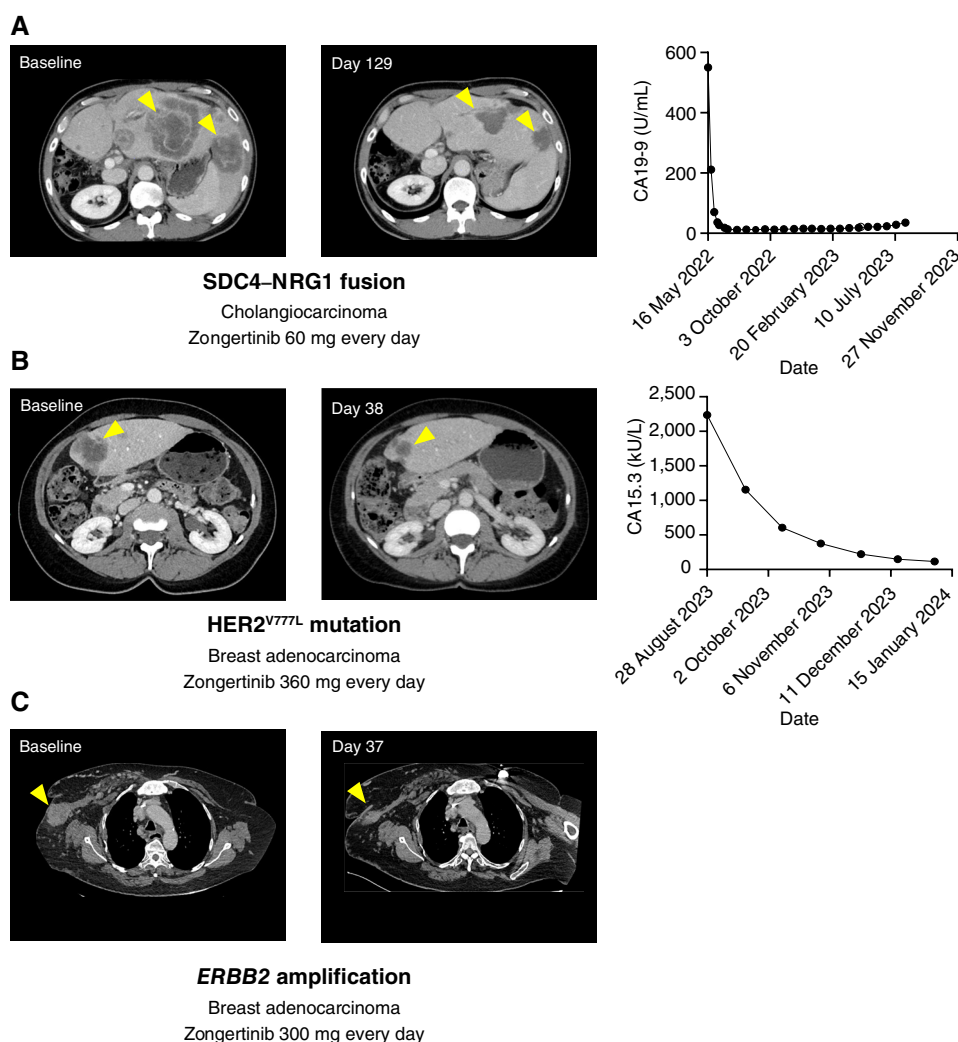 A
Baseline
Day 129
SDC4–NRG1 fusion
Cholangiocarcinoma
Zongertinib 60 mg every day
CA19-9 (U/mL)
600
400
200
0
16 May 2022
3 October 2022
20 February 2023
10 July 2023
27 November 2023
Date
B
Baseline
Day 38
HER2V777L mutation
Breast adenocarcinoma
Zongertinib 360 mg every day
CA15.3 (kU/L)
2,500
2,000
1,500
1,000
500
0
28 August 2023
2 October 2023
6 November 2023
11 December 2023
15 January 2024
Date
C
Baseline
Day 37
ERBB2 amplification
Breast adenocarcinoma
Zongertinib 300 mg every day